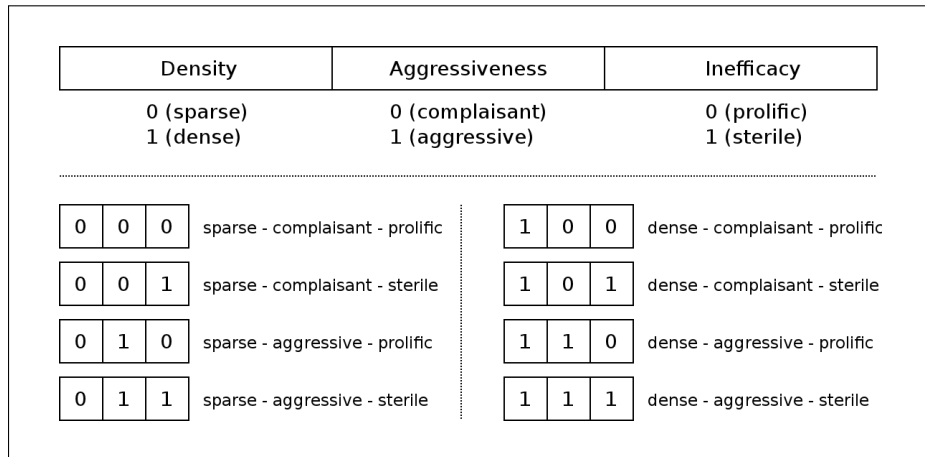 Density Aggressiveness Inefficacy
0 (sparse) 0 (complaisant) 0 (prolific)
1 (dense) 1 (aggressive) 1 (sterile)
0 0 0 sparse - complaisant - prolific
0 0 1 sparse - complaisant - sterile
0 1 0 sparse - aggressive - prolific
0 1 1 sparse - aggressive - sterile
1 0 0 dense - complaisant - prolific
1 0 1 dense - complaisant - sterile
1 1 0 dense - aggressive - prolific
1 1 1 dense - aggressive - sterile